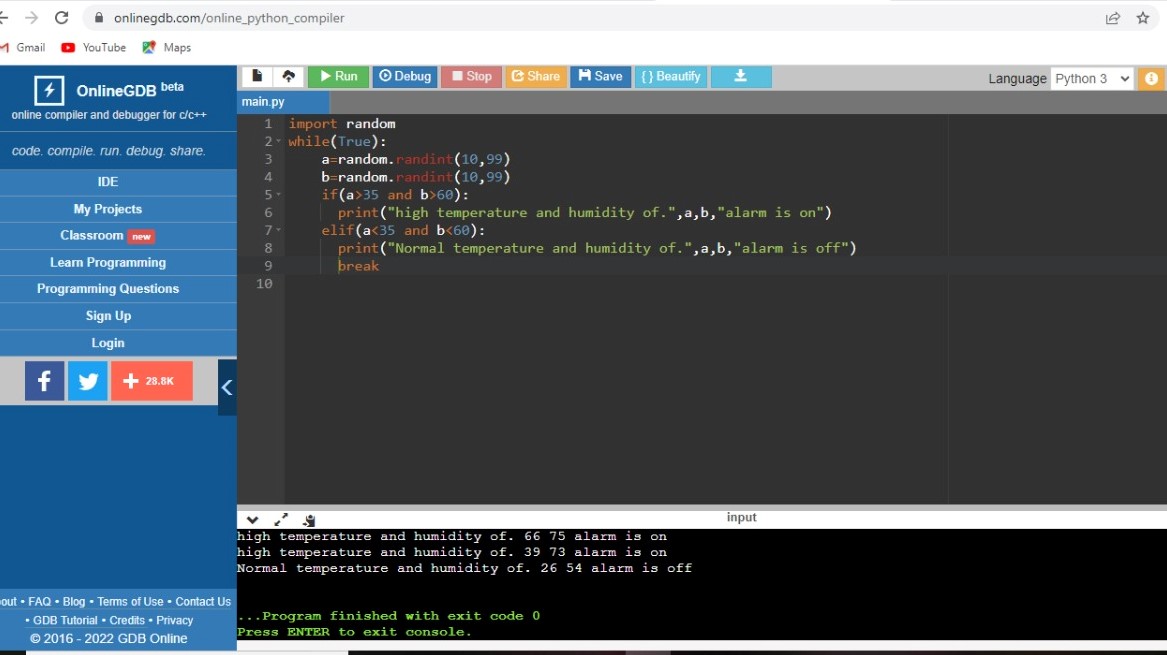 onlinegdb.com/online_python_compiler
Gmail YouTube Maps
OnlineGDB beta
online compiler and debugger for c/c++
code. compile. run. debug. share.
IDE
My Projects
Classroom new
Learn Programming
Programming Questions
Sign Up
Login
28.8K
out • FAQ • Blog • Terms of Use • Contact Us
• GDB Tutorial • Credits • Privacy
© 2016 - 2022 GDB Online
Run Debug Stop Share Save { } Beautify
Language Python 3
main.py
1 import random
2 while(True):
3 a=random.randint(10,99)
4 b=random.randint(10,99)
5 if(a>35 and b>60):
6 print("high temperature and humidity of.",a,b,"alarm is on")
7 elif(a<35 and b<60):
8 print("Normal temperature and humidity of.",a,b,"alarm is off")
9 break
10
input
high temperature and humidity of. 66 75 alarm is on
high temperature and humidity of. 39 73 alarm is on
Normal temperature and humidity of. 26 54 alarm is off
...Program finished with exit code 0
Press ENTER to exit console.